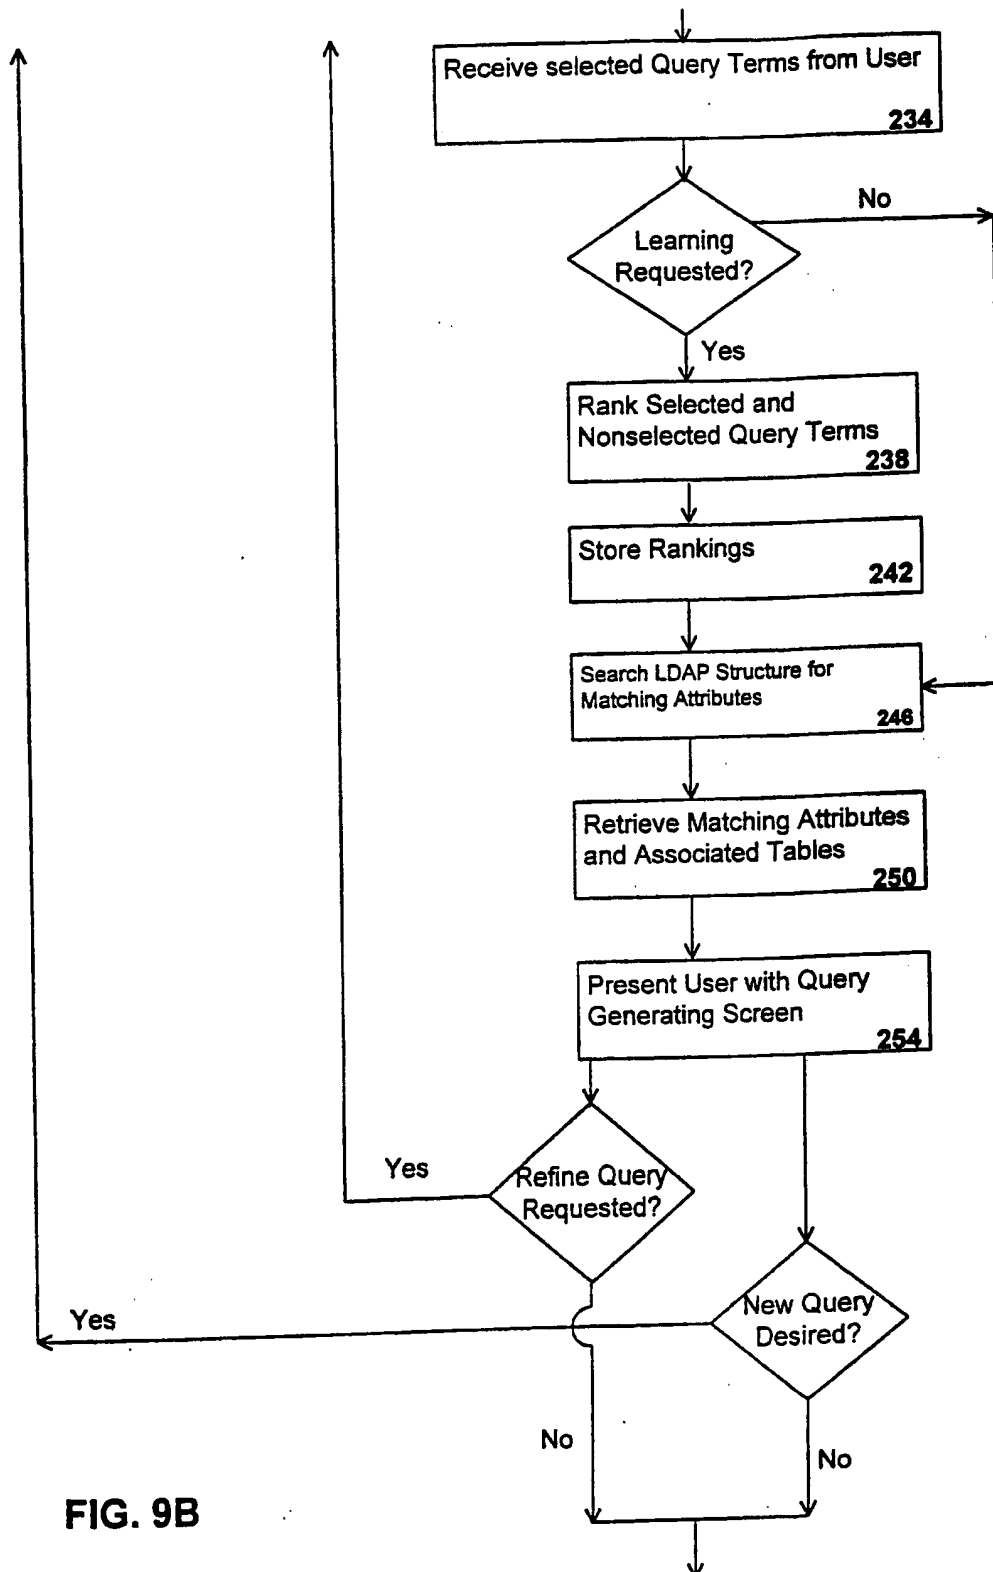 Receive selected Query Terms from User
234
No
Learning
Requested?
Yes
Rank Selected and
Nonselected Query Terms
238
Store Rankings
242
Search LDAP Structure for
Matching Attributes
246
Retrieve Matching Attributes
and Associated Tables
250
Present User with Query
Generating Screen
254
Yes
Refine Query
Requested?
Yes
New Query
Desired?
No
No
FIG. 9B